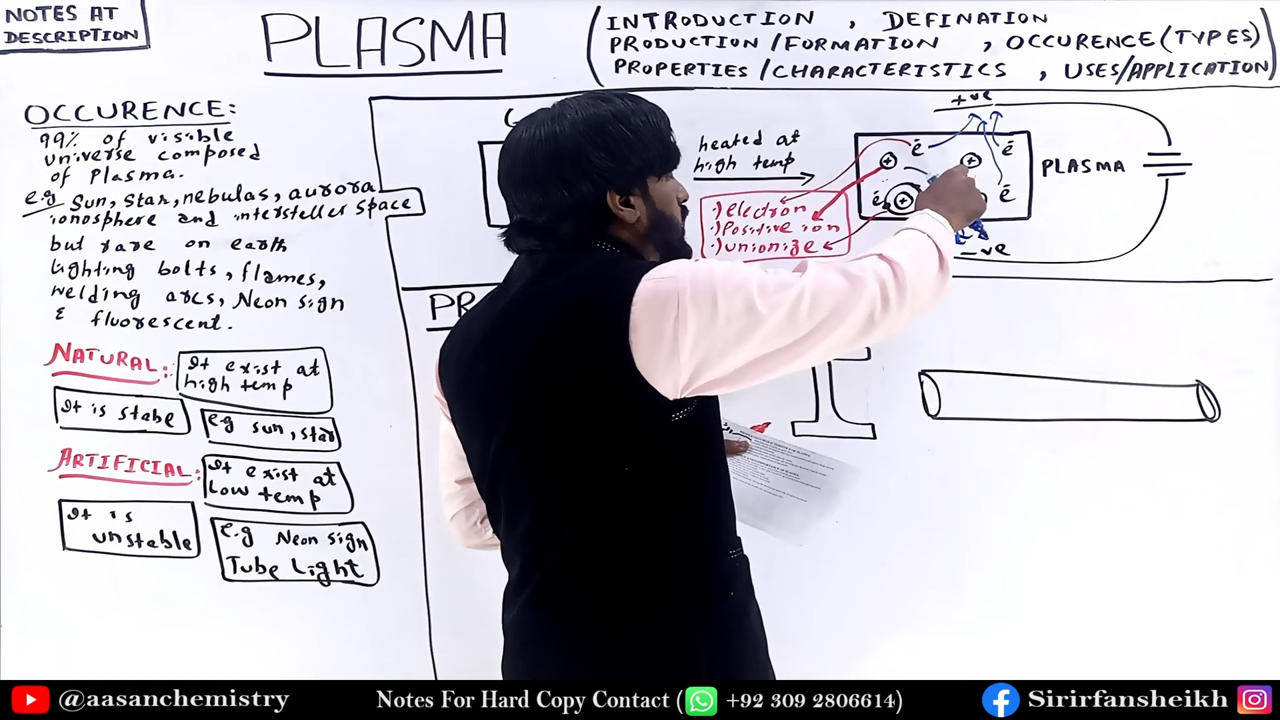 NOTES AT
DESCRIPTION
PLASMA
INTRODUCTION , DEFINATION
PRODUCTION/FORMATION , OCCURENCE(TYPES)
PROPERTIES/CHARACTERISTICS , USES/APPLICATION
OCCURENCE:
99% of visible
universe composed
of Plasma.
e.g Sun, Star, nebulas, aurora
ionosphere and interstellar space
but rare on earth
lighting bolts, flames,
welding arcs, Neon sign
& fluorescent.
NATURAL: It exist at
high temp
It is stabe
e.g sun, star
ARTIFICIAL: It exist at
Low temp
It is
unstable
e.g Neon sign
Tube Light
heated at
high temp
·) electron
·) Positive ion
·) unionize
+ve
ē ē
+ +
ē + ē
-ve
PLASMA
PR
@aasanchemistry
Notes For Hard Copy Contact ( +92 309 2806614)
Sirirfansheikh